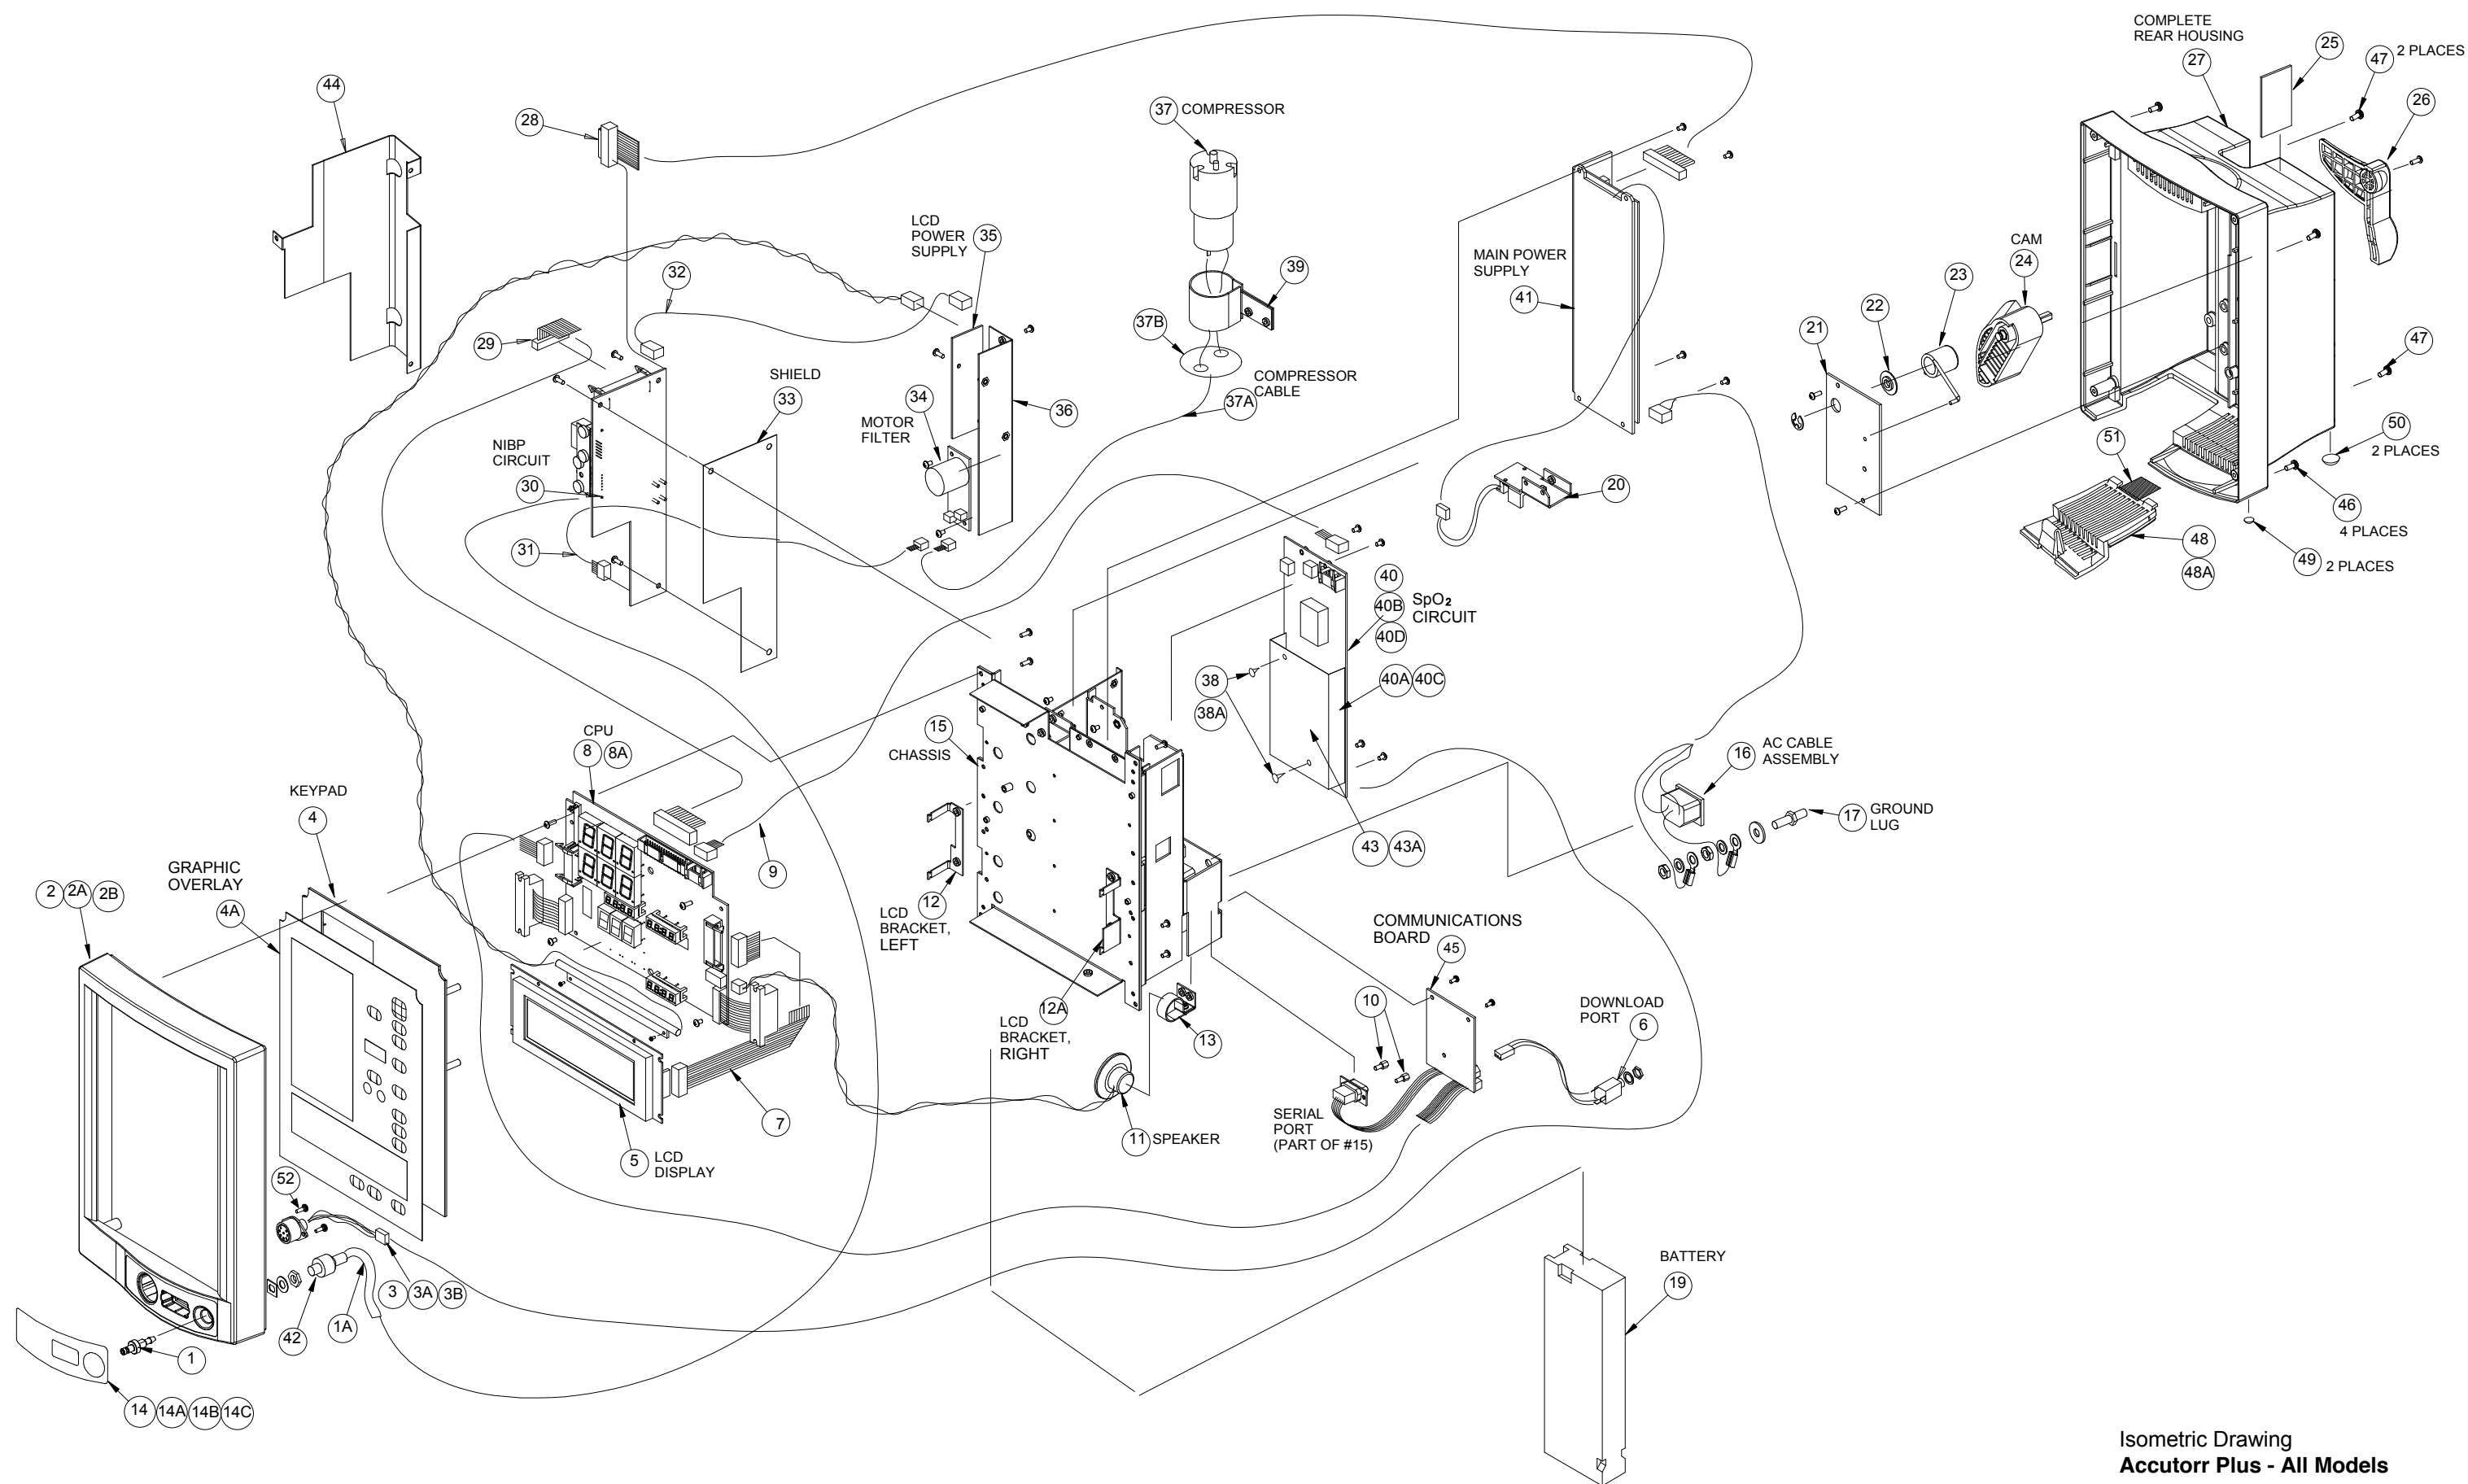 COMPLETE
REAR HOUSING
27
25
47 2 PLACES
26
44
28
37 COMPRESSOR
LCD
POWER
SUPPLY
35
32
39
37B
MAIN POWER
SUPPLY
41
CAM
24
23
22
21
47
29
SHIELD
33
34
MOTOR
FILTER
36
COMPRESSOR
CABLE
37A
NIBP
CIRCUIT
30
31
20
51
50
2 PLACES
46
4 PLACES
48
48A
49 2 PLACES
40
40B
40D
SpO2
CIRCUIT
38
38A
40A 40C
15
CHASSIS
CPU
8 8A
16
AC CABLE
ASSEMBLY
17
GROUND
LUG
KEYPAD
4
43 43A
9
GRAPHIC
OVERLAY
4A
2 2A 2B
12
LCD
BRACKET,
LEFT
COMMUNICATIONS
BOARD
45
12A
LCD
BRACKET,
RIGHT
13
10
DOWNLOAD
PORT
6
7
SERIAL
PORT
(PART OF #15)
11 SPEAKER
5
LCD
DISPLAY
52
BATTERY
19
3 3A 3B
42
1A
1
14 14A 14B 14C
Isometric Drawing
Accutorr Plus - All Models